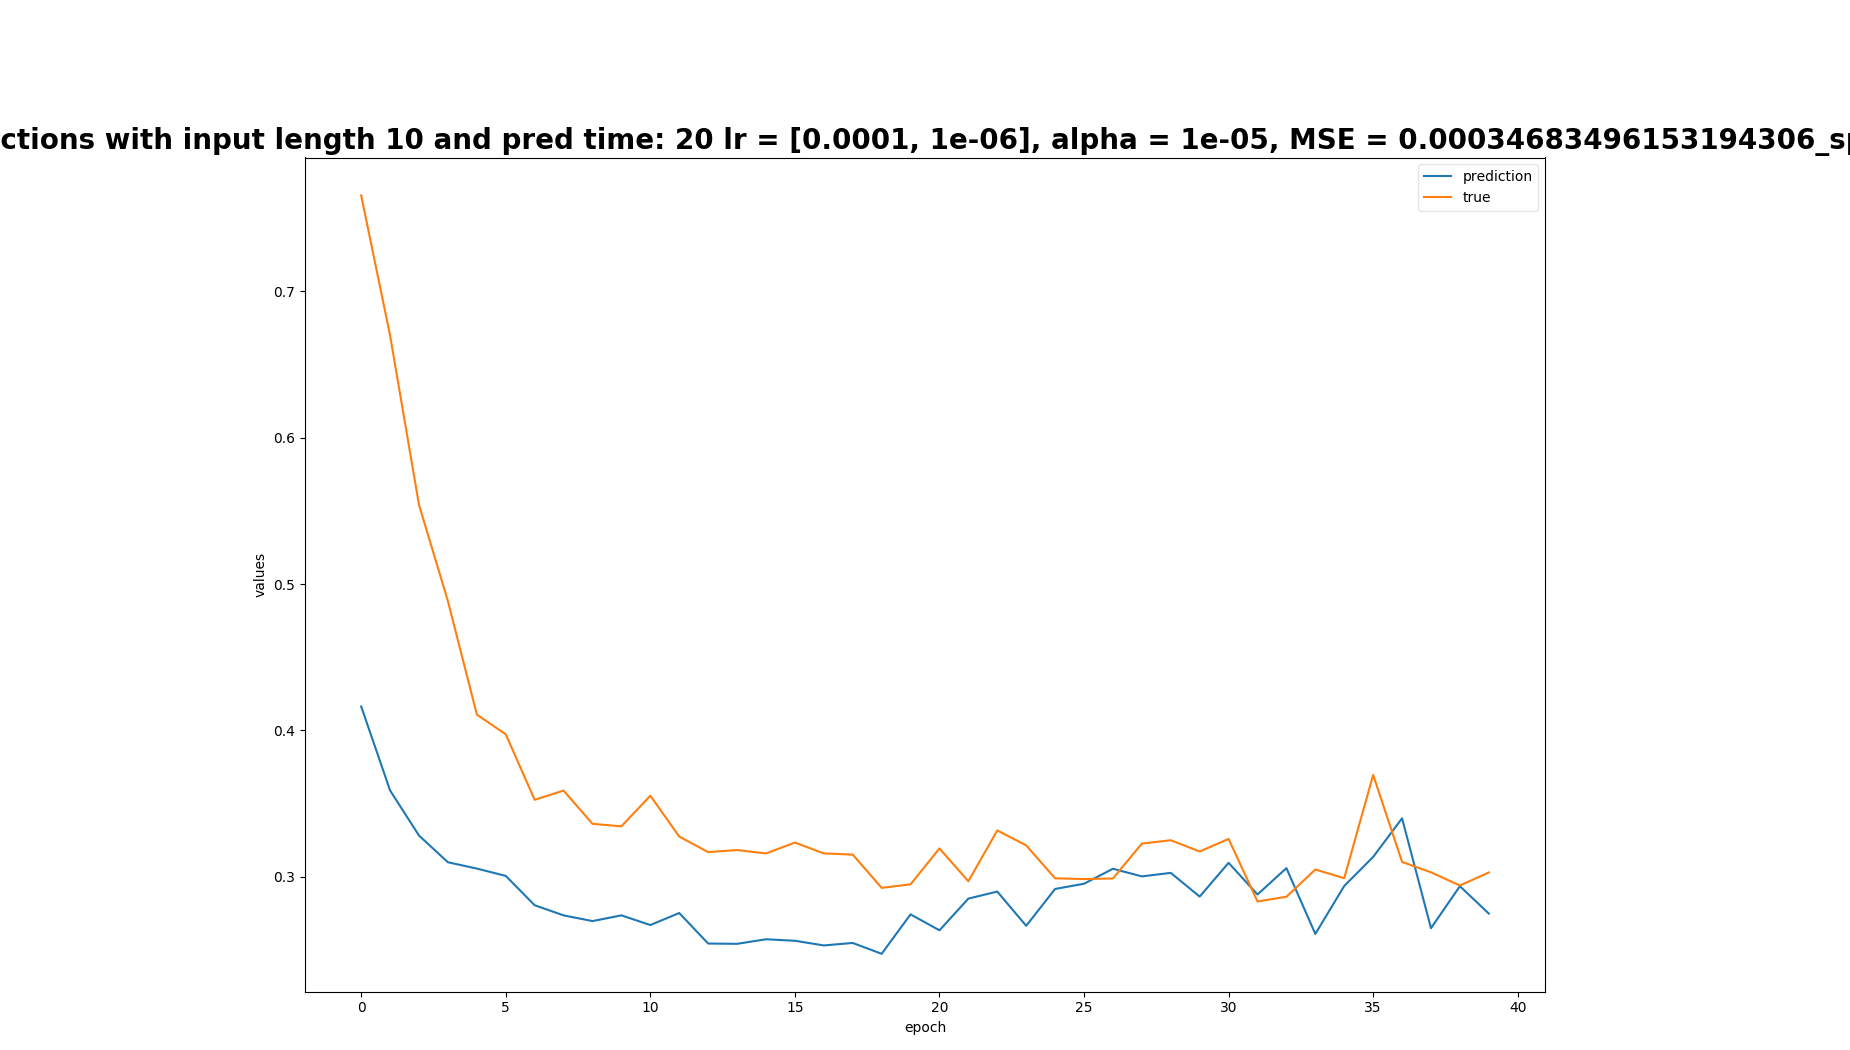 with input length 10 and pred time: 20 lr = [0.0001, 1e-06], alpha = 1e-05, MSE = 0.00034683496153194306_
prediction
true
values
0.7
0.6
0.5
0.4
0.3
0 5 10 15 20 25 30 35 40
epoch